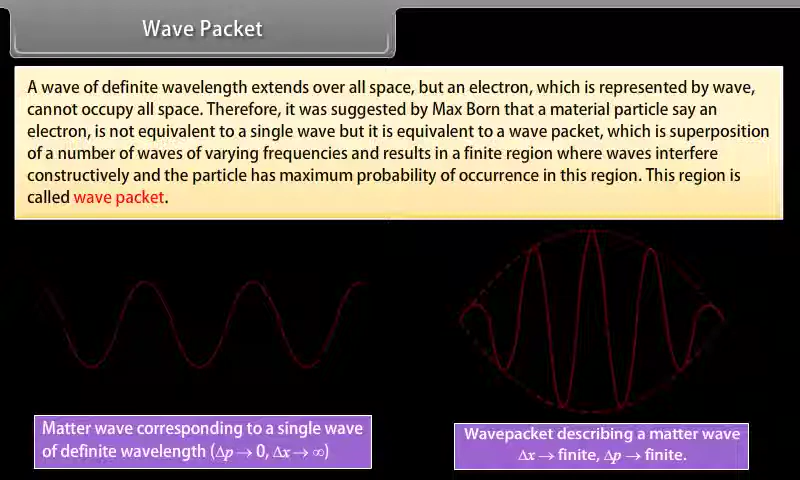 Wave Packet
A wave of definite wavelength extends over all space, but an electron, which is represented by wave,
cannot occupy all space. Therefore, it was suggested by Max Born that a material particle say an
electron, is not equivalent to a single wave but it is equivalent to a wave packet, which is superposition
of a number of waves of varying frequencies and results in a finite region where waves interfere
constructively and the particle has maximum probability of occurrence in this region. This region is
called wave packet.
Matter wave corresponding to a single wave
of definite wavelength (Δp → 0, Δx → ∞)
Wavepacket describing a matter wave
Δx → finite, Δp → finite.